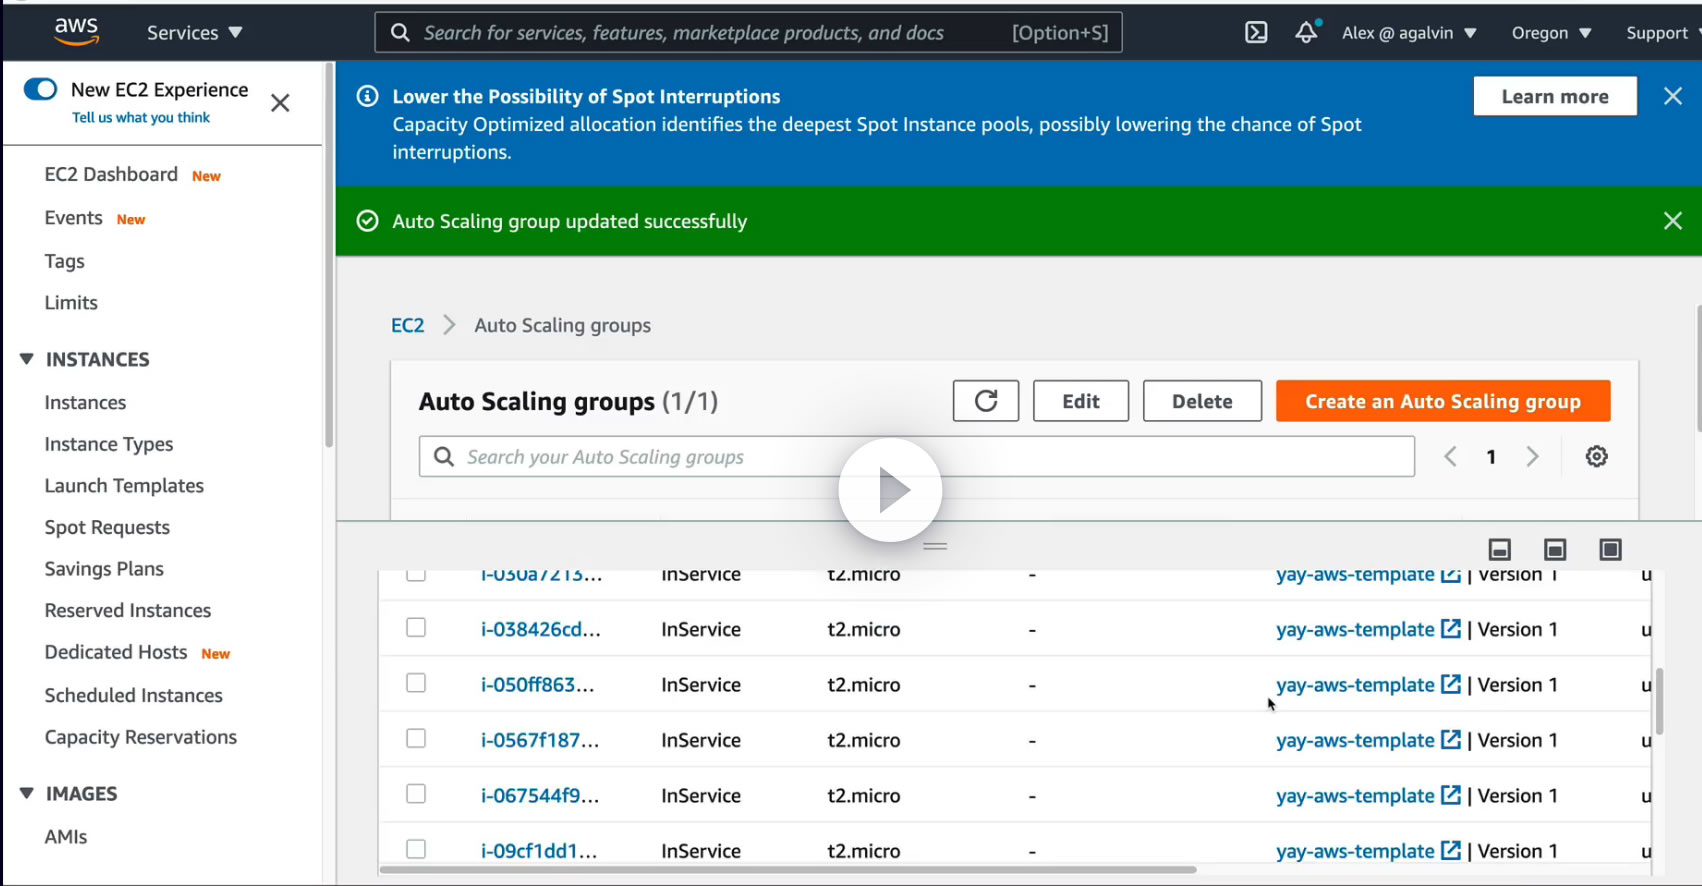 aws Services Search for services, features, marketplace products, and docs [Option+S] Alex @ agalvin Oregon Support
New EC2 Experience
Tell us what you think
EC2 Dashboard New
Events New
Tags
Limits
INSTANCES
Instances
Instance Types
Launch Templates
Spot Requests
Savings Plans
Reserved Instances
Dedicated Hosts New
Scheduled Instances
Capacity Reservations
IMAGES
AMIs
Lower the Possibility of Spot Interruptions
Capacity Optimized allocation identifies the deepest Spot Instance pools, possibly lowering the chance of Spot
interruptions.
Learn more
Auto Scaling group updated successfully
EC2 > Auto Scaling groups
Auto Scaling groups (1/1) Edit Delete Create an Auto Scaling group
Search your Auto Scaling groups 1
i-030a7213... InService t2.micro - yay-aws-template | Version 1 u
i-038426cd... InService t2.micro - yay-aws-template | Version 1 u
i-050ff863... InService t2.micro - yay-aws-template | Version 1 u
i-0567f187... InService t2.micro - yay-aws-template | Version 1 u
i-067544f9... InService t2.micro - yay-aws-template | Version 1 u
i-09cf1dd1... InService t2.micro - yay-aws-template | Version 1 u